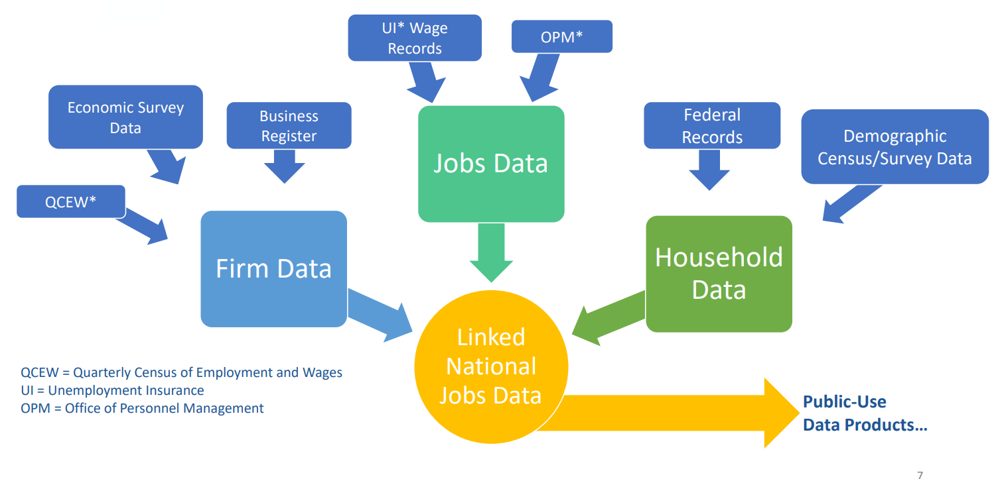 UI* Wage
Records
OPM*
Economic Survey
Data
Business
Register
Federal
Records
Demographic
Census/Survey Data
QCEW*
Jobs Data
Firm Data
Household
Data
Linked
National
Jobs Data
QCEW = Quarterly Census of Employment and Wages
UI = Unemployment Insurance
OPM = Office of Personnel Management
Public-Use
Data Products...
7